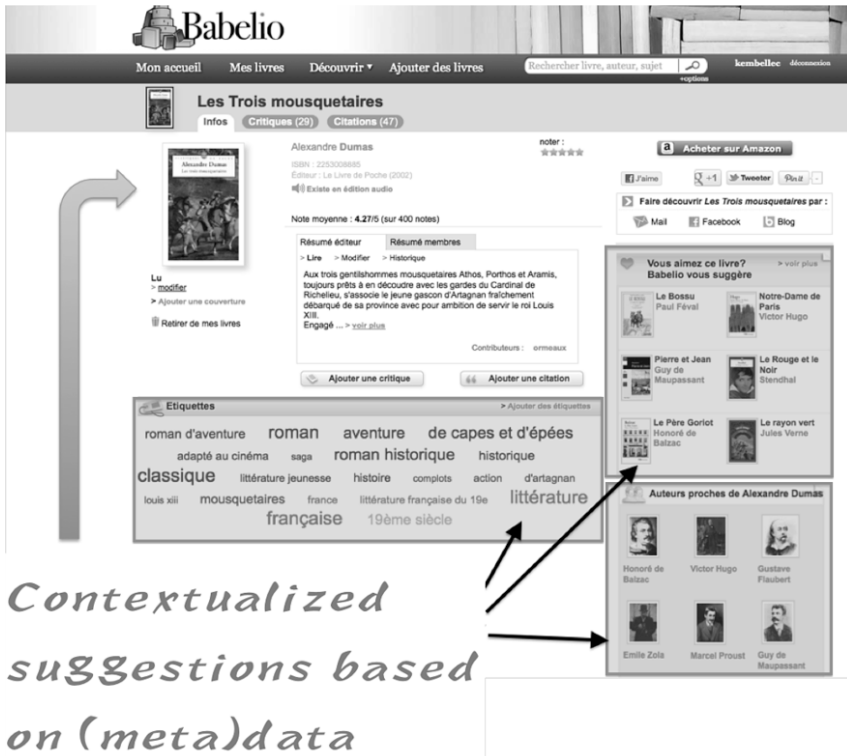 Babelio
Mon accueil Mes livres Découvrir Ajouter des livres Rechercher livre, auteur, sujet kembellec déconnexion
+options
Les Trois mousquetaires
Infos Critiques (29) Citations (47)
Alexandre Dumas
Les trois mousquetaires
Alexandre Dumas
ISBN : 2253008885
Éditeur : Le Livre de Poche (2002)
Existe en édition audio
noter :
Note moyenne : 4.27/5 (sur 400 notes)
Résumé éditeur Résumé membres
> Lire > Modifier > Historique
Aux trois gentilshommes mousquetaires Athos, Porthos et Aramis,
toujours prêts à en découdre avec les gardes du Cardinal de
Richelieu, s'associe le jeune gascon d'Artagnan fraîchement
débarqué de sa province avec pour ambition de servir le roi Louis
XIII.
Engagé ... > voir plus
Contributeurs : ormeaux
Lu
> modifier
> Ajouter une couverture
Retirer de mes livres
Ajouter une critique Ajouter une citation
Etiquettes > Ajouter des étiquettes
roman d'aventure roman aventure de capes et d'épées
adapté au cinéma saga roman historique historique
classique littérature jeunesse histoire complots action d'artagnan
louis xiii mousquetaires france littérature française du 19e littérature
française 19ème siècle
a Acheter sur Amazon
J'aime g +1 Tweeter Pin it
Faire découvrir Les Trois mousquetaires par :
Mail Facebook Blog
Vous aimez ce livre? > voir plus
Babelio vous suggère
Le Bossu
Paul Féval
Notre-Dame de
Paris
Victor Hugo
Pierre et Jean
Guy de
Maupassant
Le Rouge et le
Noir
Stendhal
Le Père Goriot
Honoré de
Balzac
Le rayon vert
Jules Verne
Auteurs proches de Alexandre Dumas
Honoré de
Balzac
Victor Hugo
Gustave
Flaubert
Emile Zola
Marcel Proust
Guy de
Maupassant
Contextualized
suggestions based
on (meta)data